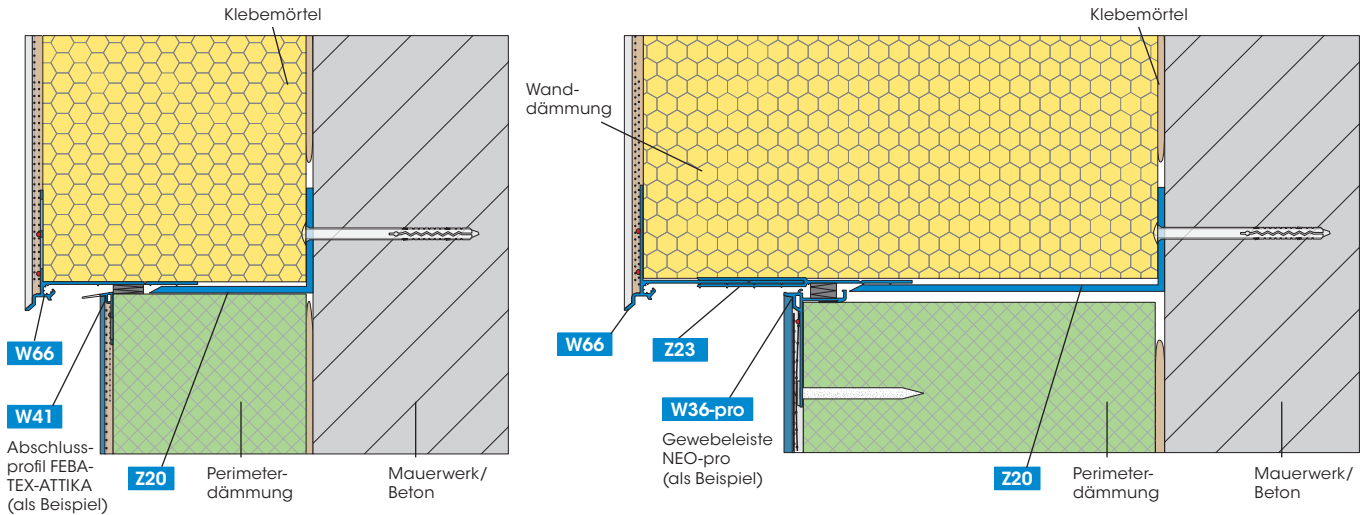 Klebemörtel
W66
W41
Abschluss-
profil FEBA-
TEX-ATTIKA
(als Beispiel)
Z20
Perimeter-
dämmung
Mauerwerk/
Beton
Klebemörtel
Wand-
dämmung
W66
Z23
W36-pro
Gewebeleiste
NEO-pro
(als Beispiel)
Z20
Perimeter-
dämmung
Mauerwerk/
Beton